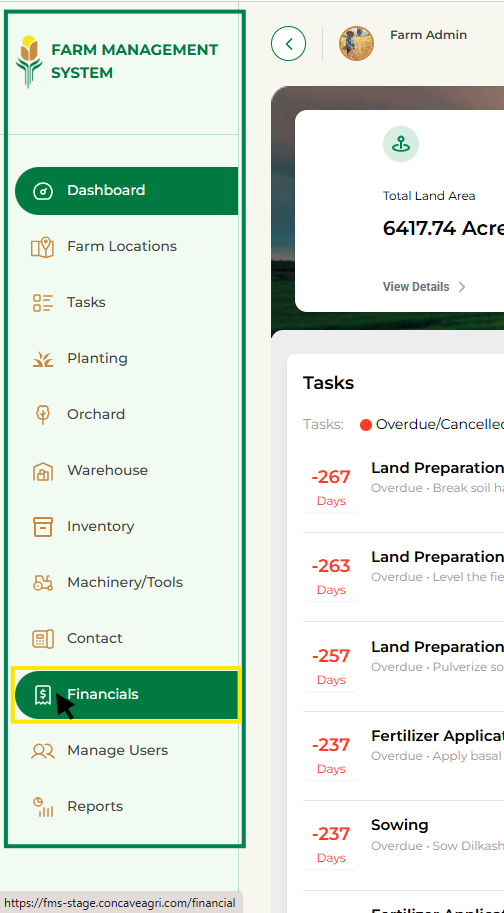 FARM MANAGEMENT
SYSTEM
Dashboard
Farm Locations
Tasks
Planting
Orchard
Warehouse
Inventory
Machinery/Tools
Contact
Financials
Manage Users
Reports
https://fms-stage.concaveagri.com/financial
Farm Admin
Total Land Area
6417.74 Acre
View Details
Tasks
Tasks: Overdue/Cancelled
-267 Days
Land Preparation
Overdue • Break soil ha
-263 Days
Land Preparation
Overdue • Level the fie
-257 Days
Land Preparation
Overdue • Pulverize so
-237 Days
Fertilizer Applicat
Overdue • Apply basal
-237 Days
Sowing
Overdue • Sow Dilkash